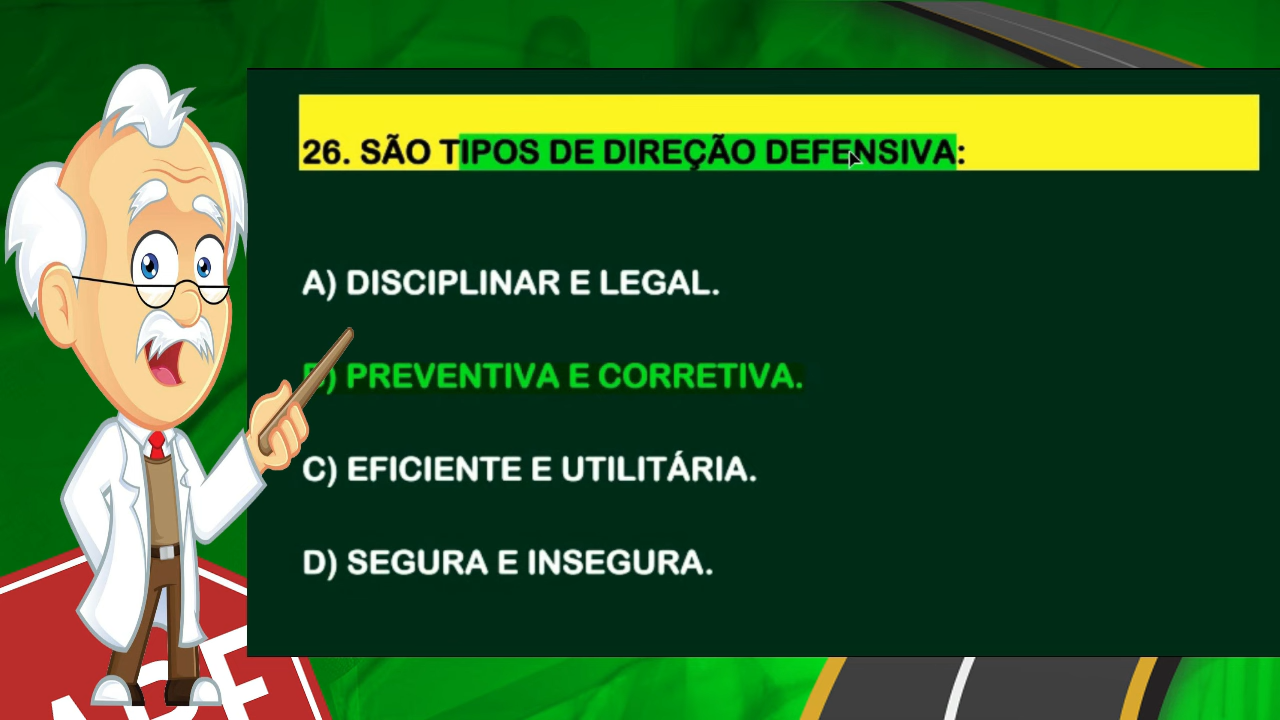 26. SÃO TIPOS DE DIREÇÃO DEFENSIVA:
A) DISCIPLINAR E LEGAL.
B) PREVENTIVA E CORRETIVA.
C) EFICIENTE E UTILITÁRIA.
D) SEGURA E INSEGURA.